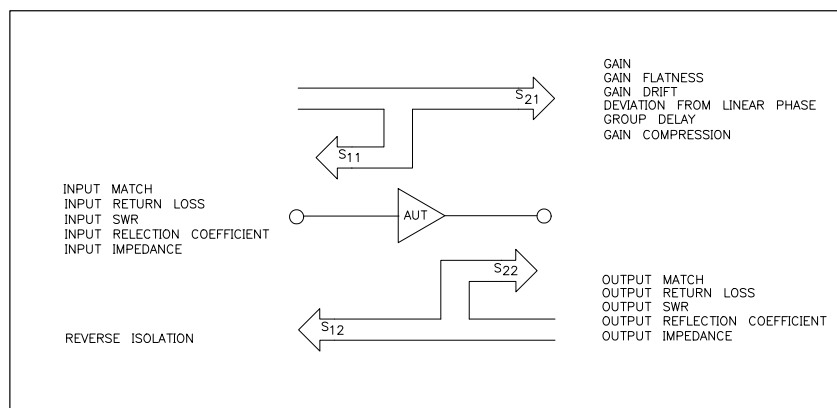 GAIN
GAIN FLATNESS
GAIN DRIFT
DEVIATION FROM LINEAR PHASE
GROUP DELAY
GAIN COMPRESSION
S21
S11
INPUT MATCH
INPUT RETURN LOSS
INPUT SWR
INPUT RELECTION COEFFICIENT
INPUT IMPEDANCE
AUT
S22
S12
OUTPUT MATCH
OUTPUT RETURN LOSS
OUTPUT SWR
OUTPUT REFLECTION COEFFICIENT
OUTPUT IMPEDANCE
REVERSE ISOLATION